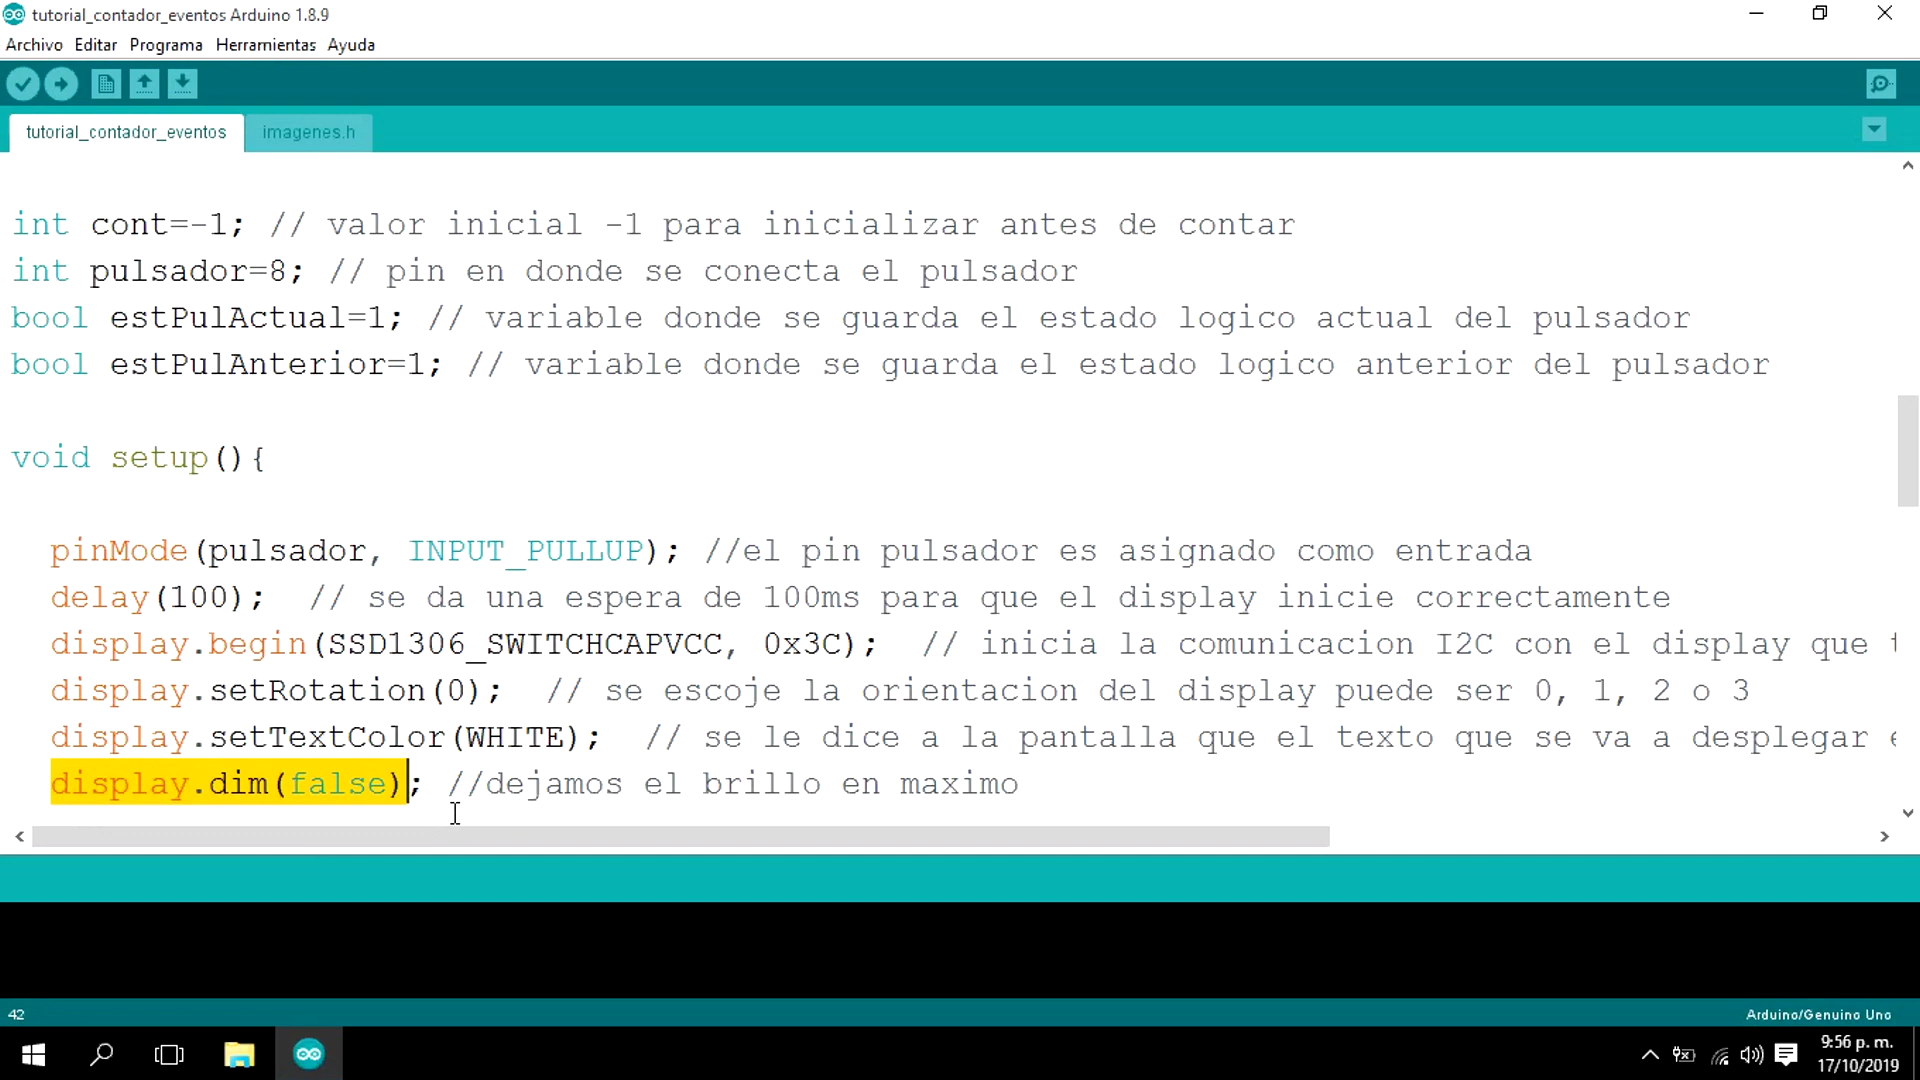 tutorial_contador_eventos Arduino 1.8.9
Archivo Editar Programa Herramientas Ayuda
tutorial_contador_eventos imagenes.h
int cont=-1; // valor inicial -1 para inicializar antes de contar
int pulsador=8; // pin en donde se conecta el pulsador
bool estPulActual=1; // variable donde se guarda el estado logico actual del pulsador
bool estPulAnterior=1; // variable donde se guarda el estado logico anterior del pulsador
void setup(){
pinMode(pulsador, INPUT_PULLUP); //el pin pulsador es asignado como entrada
delay(100); // se da una espera de 100ms para que el display inicie correctamente
display.begin(SSD1306_SWITCHCAPVCC, 0x3C); // inicia la comunicacion I2C con el display que
display.setRotation(0); // se escoje la orientacion del display puede ser 0, 1, 2 o 3
display.setTextColor(WHITE); // se le dice a la pantalla que el texto que se va a desplegar
display.dim(false); //dejamos el brillo en maximo
42
Arduino/Genuino Uno
9:56 p. m.
17/10/2019